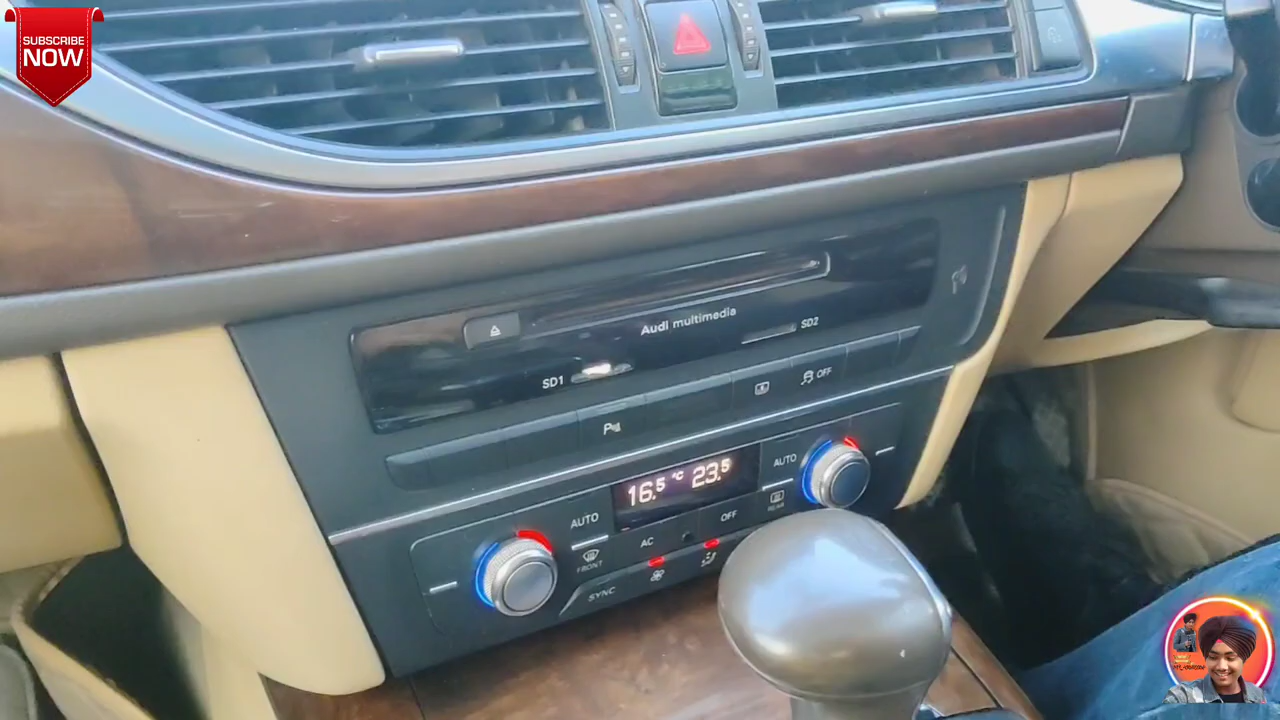 SUBSCRIBE
NOW
Audi multimedia
SD2
SD1
OFF
P
16.5 °C 23.5
AUTO
AUTO
FRONT
AC
OFF
REAR
SYNC